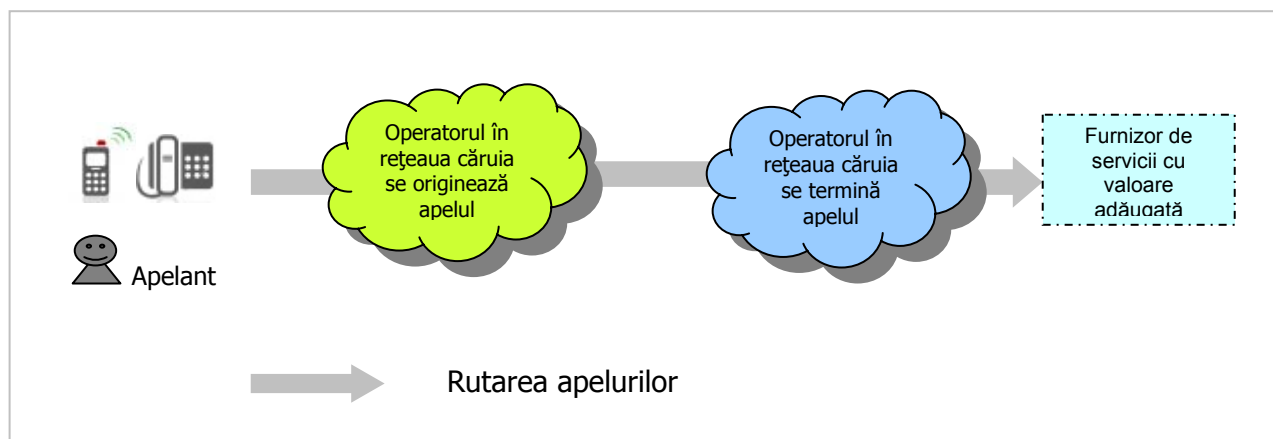 Operatorul în
reţeaua căruia
se originează
apelul
Operatorul în
reţeaua căruia
se termină
apelul
Furnizor de
servicii cu
valoare
adăugată
Apelant
Rutarea apelurilor